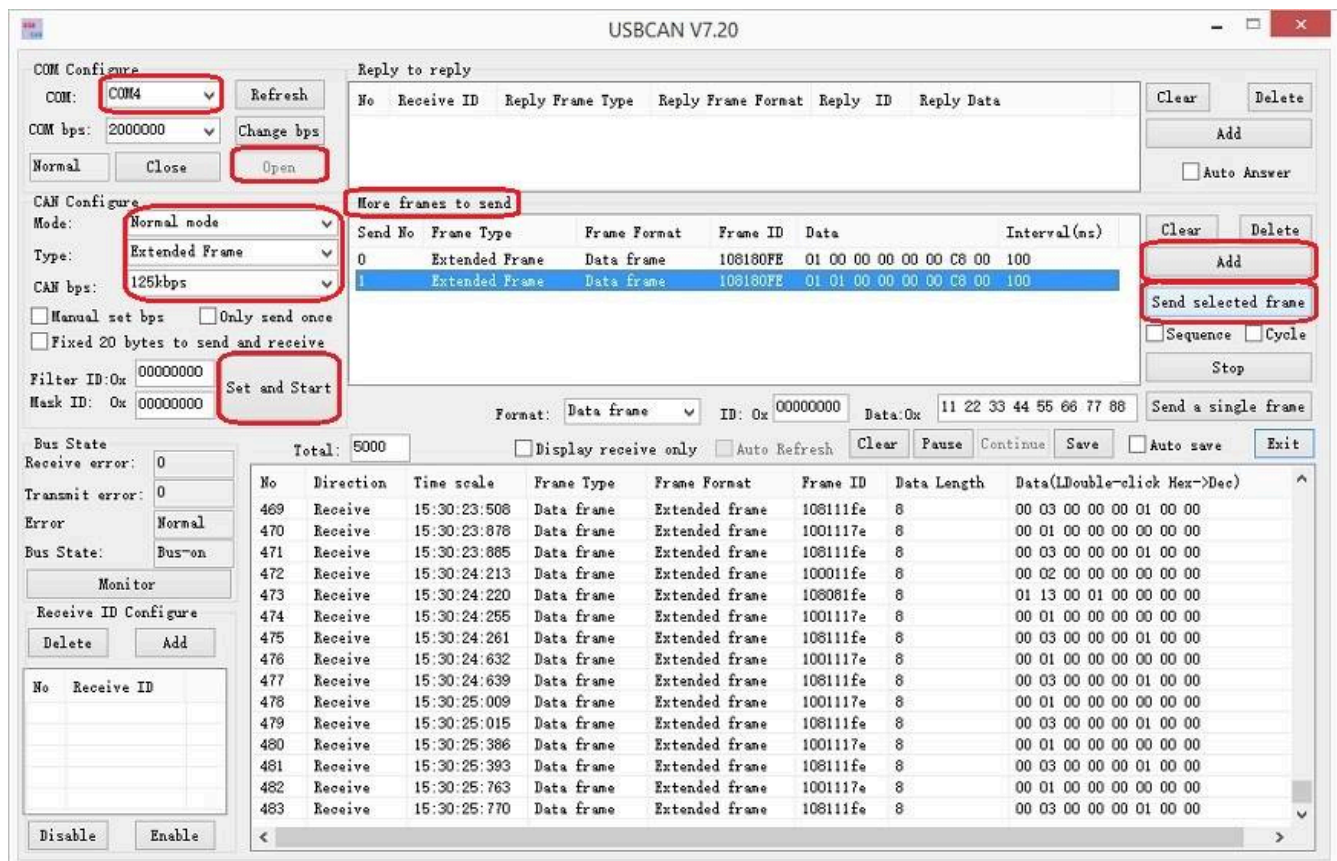 USBCAN V7.20
COM Configure
COM: COM4 Refresh
COM bps: 2000000 Change bps
Normal Close Open
Reply to reply
No Receive ID Reply Frame Type Reply Frame Format Reply ID Reply Data
Clear Delete
Add
Auto Answer
CAN Configure
Mode: Normal mode
Type: Extended Frame
CAN bps: 125kbps
Manual set bps Only send once
Fixed 20 bytes to send and receive
Filter ID:0x 00000000
Mask ID: 0x 00000000
Set and Start
More frames to send
Send No Frame Type Frame Format Frame ID Data Interval(ms)
0 Extended Frame Data frame 108180FE 01 00 00 00 00 00 C8 00 100
1 Extended Frame Data frame 108180FE 01 01 00 00 00 00 C8 00 100
Clear Delete
Add
Send selected frame
Sequence Cycle
Stop
Format: Data frame ID: 0x 00000000 Data:0x 11 22 33 44 55 66 77 88 Send a single frame
Bus State
Receive error: 0
Transmit error: 0
Error Normal
Bus State: Bus-on
Monitor
Receive ID Configure
Delete Add
No Receive ID
Disable Enable
Total: 5000 Display receive only Auto Refresh Clear Pause Continue Save Auto save Exit
No Direction Time scale Frame Type Frame Format Frame ID Data Length Data(LDouble-click Hex->Dec)
469 Receive 15:30:23:508 Data frame Extended frame 108111fe 8 00 03 00 00 00 01 00 00
470 Receive 15:30:23:878 Data frame Extended frame 1001117e 8 00 01 00 00 00 00 00 00
471 Receive 15:30:23:885 Data frame Extended frame 108111fe 8 00 03 00 00 00 01 00 00
472 Receive 15:30:24:213 Data frame Extended frame 100011fe 8 00 02 00 00 00 00 00 00
473 Receive 15:30:24:220 Data frame Extended frame 108081fe 8 01 13 00 01 00 00 00 00
474 Receive 15:30:24:255 Data frame Extended frame 1001117e 8 00 01 00 00 00 00 00 00
475 Receive 15:30:24:261 Data frame Extended frame 108111fe 8 00 03 00 00 00 01 00 00
476 Receive 15:30:24:632 Data frame Extended frame 1001117e 8 00 01 00 00 00 00 00 00
477 Receive 15:30:24:639 Data frame Extended frame 108111fe 8 00 03 00 00 00 01 00 00
478 Receive 15:30:25:009 Data frame Extended frame 1001117e 8 00 01 00 00 00 00 00 00
479 Receive 15:30:25:015 Data frame Extended frame 108111fe 8 00 03 00 00 00 01 00 00
480 Receive 15:30:25:386 Data frame Extended frame 1001117e 8 00 01 00 00 00 00 00 00
481 Receive 15:30:25:393 Data frame Extended frame 108111fe 8 00 03 00 00 00 01 00 00
482 Receive 15:30:25:763 Data frame Extended frame 1001117e 8 00 01 00 00 00 00 00 00
483 Receive 15:30:25:770 Data frame Extended frame 108111fe 8 00 03 00 00 00 01 00 00